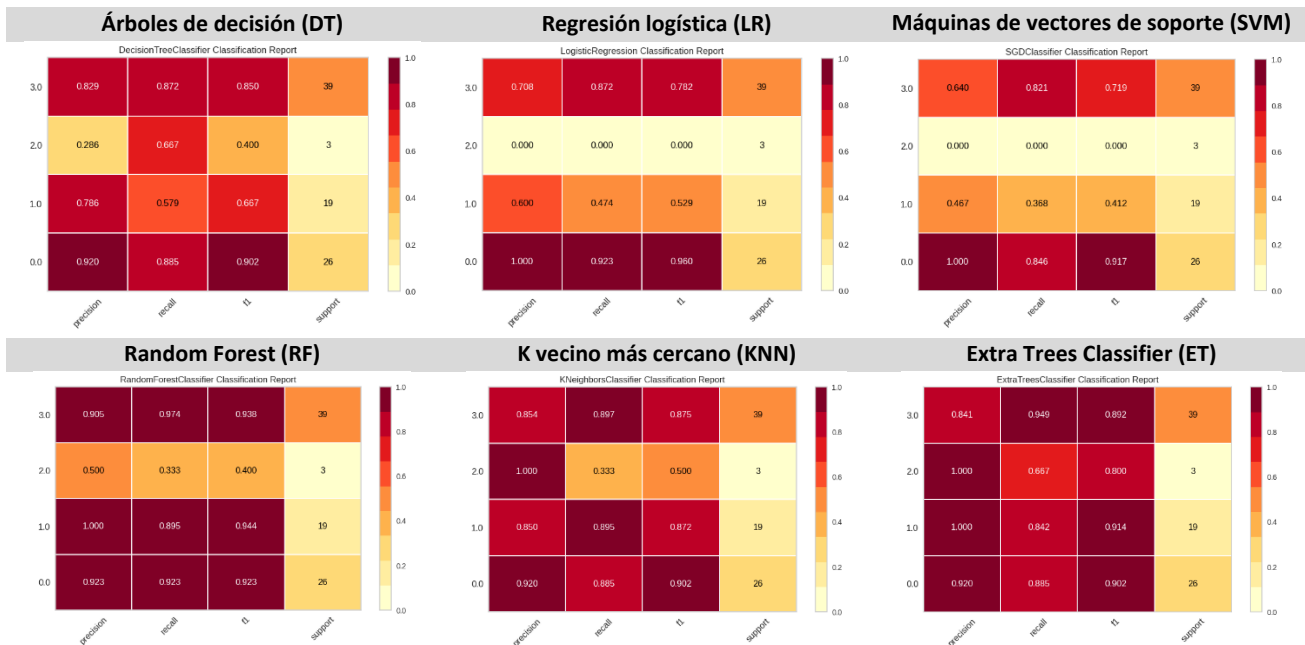 Árboles de decisión (DT)
DecisionTreeClassifier Classification Report
3.0 0.829 0.872 0.850 39
2.0 0.286 0.667 0.400 3
1.0 0.786 0.579 0.667 19
0.0 0.920 0.885 0.902 26
precision recall f1 support
1.0
0.8
0.6
0.4
0.2
0.0
Regresión logística (LR)
LogisticRegression Classification Report
3.0 0.708 0.872 0.782 39
2.0 0.000 0.000 0.000 3
1.0 0.600 0.474 0.529 19
0.0 1.000 0.923 0.960 26
precision recall f1 support
1.0
0.8
0.6
0.4
0.2
0.0
Máquinas de vectores de soporte (SVM)
SGDClassifier Classification Report
3.0 0.640 0.821 0.719 39
2.0 0.000 0.000 0.000 3
1.0 0.467 0.368 0.412 19
0.0 1.000 0.846 0.917 26
precision recall f1 support
1.0
0.8
0.6
0.4
0.2
0.0
Random Forest (RF)
RandomForestClassifier Classification Report
3.0 0.905 0.974 0.938 39
2.0 0.500 0.333 0.400 3
1.0 1.000 0.895 0.944 19
0.0 0.923 0.923 0.923 26
precision recall f1 support
1.0
0.8
0.6
0.4
0.2
0.0
K vecino más cercano (KNN)
KNeighborsClassifier Classification Report
3.0 0.854 0.897 0.875 39
2.0 1.000 0.333 0.500 3
1.0 0.850 0.895 0.872 19
0.0 0.920 0.885 0.902 26
precision recall f1 support
1.0
0.8
0.6
0.4
0.2
0.0
Extra Trees Classifier (ET)
ExtraTreesClassifier Classification Report
3.0 0.841 0.949 0.892 39
2.0 1.000 0.667 0.800 3
1.0 1.000 0.842 0.914 19
0.0 0.920 0.885 0.902 26
precision recall f1 support
1.0
0.8
0.6
0.4
0.2
0.0